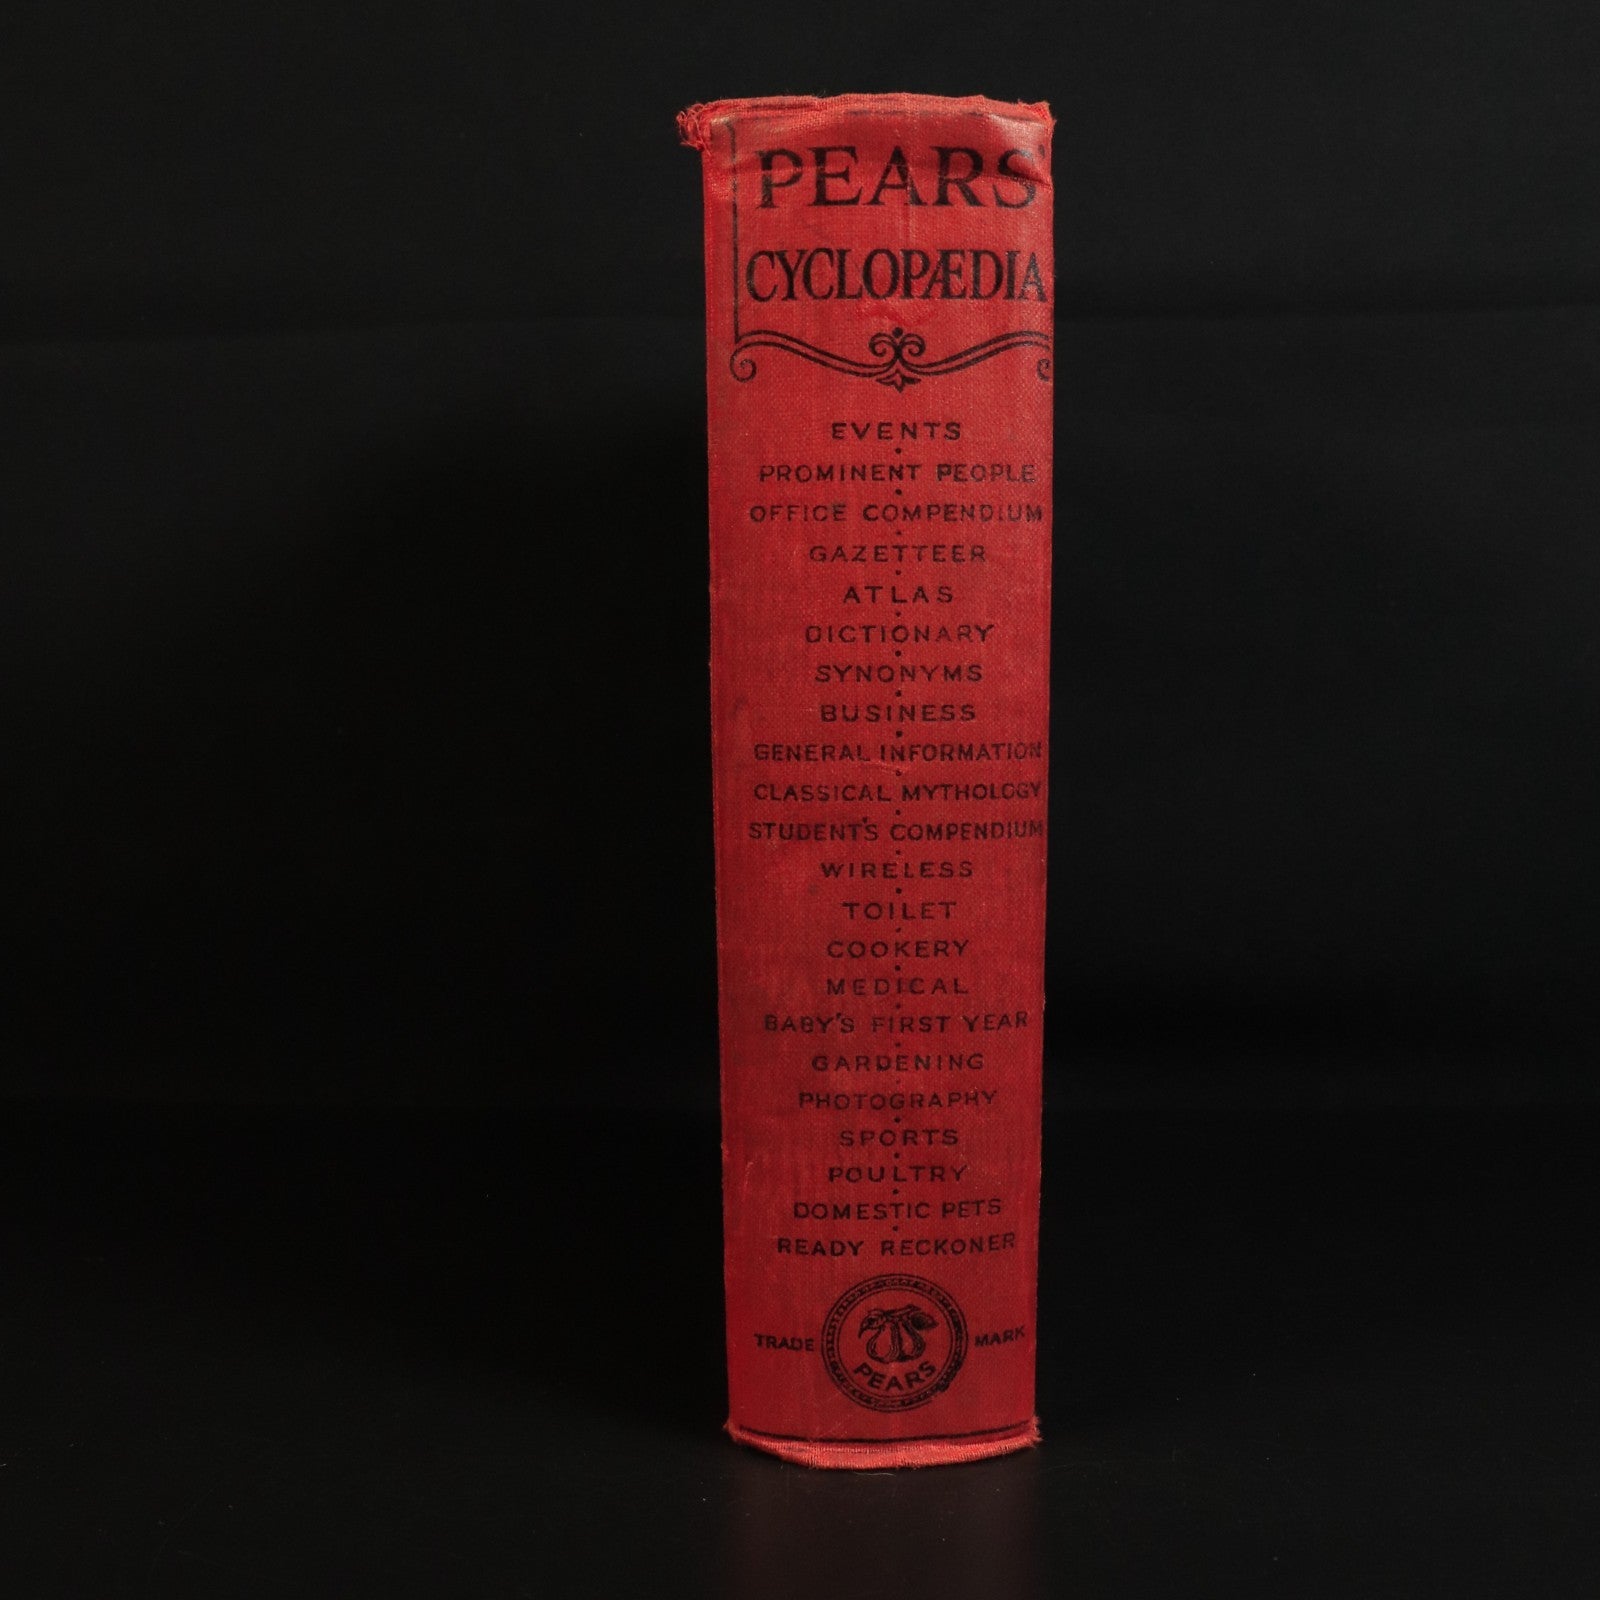 PEARS'
CYCLOPÆDIA
EVENTS
PROMINENT PEOPLE
OFFICE COMPENDIUM
GAZETTEER
ATLAS
DICTIONARY
SYNONYMS
BUSINESS
GENERAL INFORMATION
CLASSICAL MYTHOLOGY
STUDENT'S COMPENDIUM
WIRELESS
TOILET
COOKERY
MEDICAL
BABY'S FIRST YEAR
GARDENING
PHOTOGRAPHY
SPORTS
POULTRY
DOMESTIC PETS
READY RECKONER
TRADE MARK
PEARS